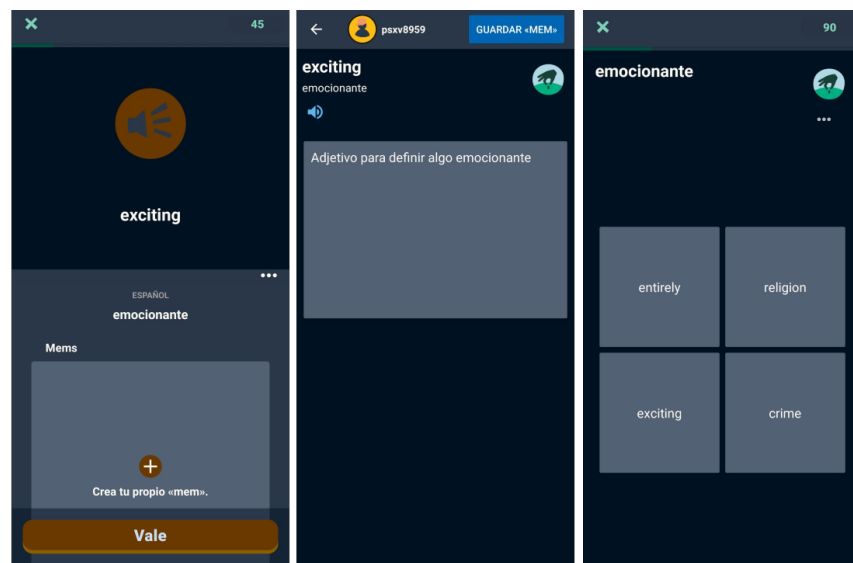 45
exciting
ESPAÑOL
emocionante
Mems
Crea tu propio «mem».
Vale
psxv8959
GUARDAR «MEM»
exciting
emocionante
Adjetivo para definir algo emocionante
90
emocionante
entirely
religion
exciting
crime